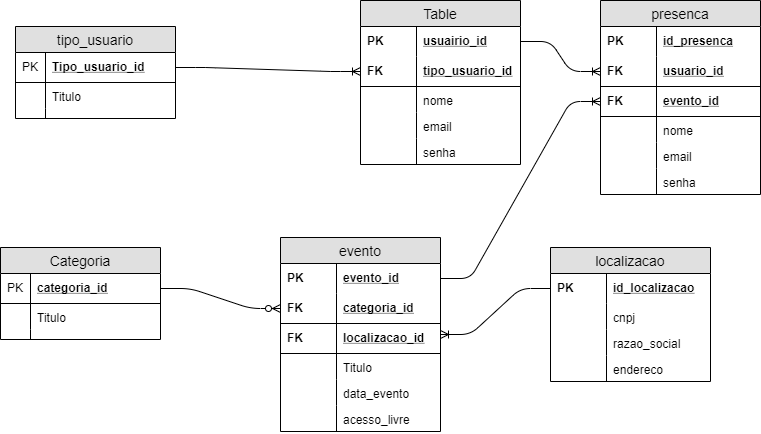 tipo_usuario
PK Tipo_usuario_id
Titulo
Table
PK usuairio_id
FK tipo_usuario_id
nome
email
senha
presenca
PK id_presenca
FK usuario_id
FK evento_id
nome
email
senha
Categoria
PK categoria_id
Titulo
evento
PK evento_id
FK categoria_id
FK localizacao_id
Titulo
data_evento
acesso_livre
localizacao
PK id_localizacao
cnpj
razao_social
endereco